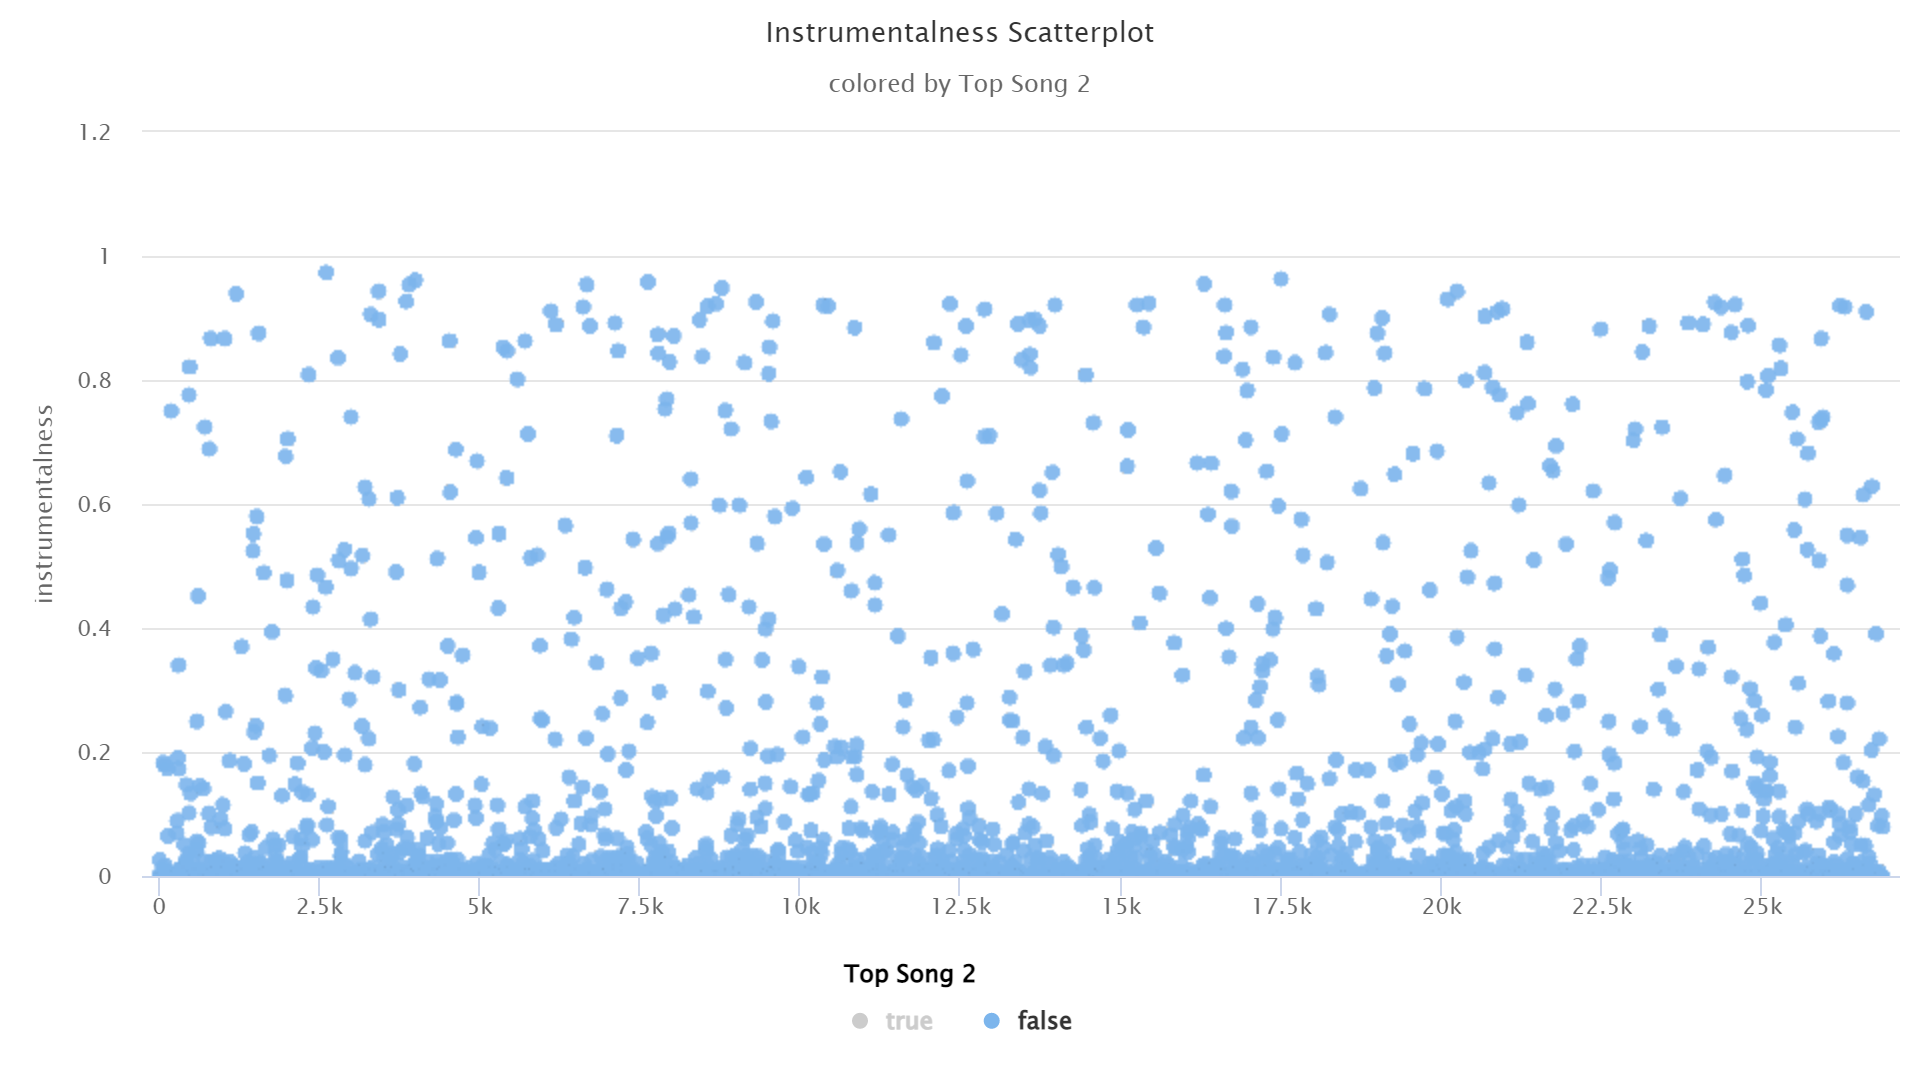 Instrumentalness Scatterplot
colored by Top Song 2
1.2
1
0.8
0.6
0.4
0.2
0
instrumentalness
0 2.5k 5k 7.5k 10k 12.5k 15k 17.5k 20k 22.5k 25k
Top Song 2
true false